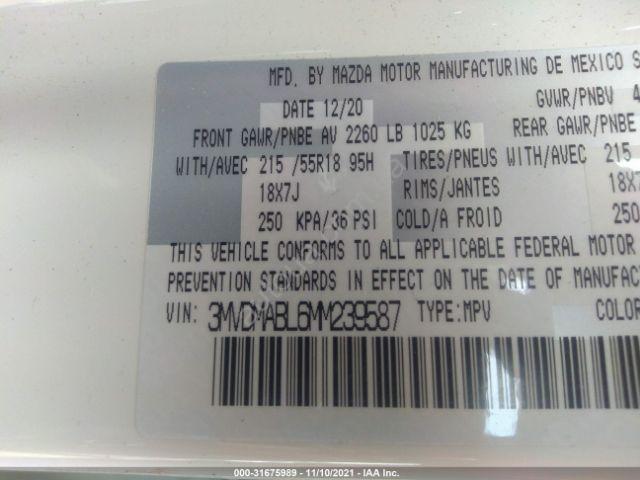 MFD. BY MAZDA MOTOR MANUFACTURING DE MEXICO S
DATE 12/20 GVWR/PNBV 4
FRONT GAWR/PNBE AV 2260 LB 1025 KG REAR GAWR/PNBE
WITH/AVEC 215 /55R18 95H TIRES/PNEUS WITH/AVEC 215
18X7J RIMS/JANTES 18X7
250 KPA/36 PSI COLD/A FROID 250
THIS VEHICLE CONFORMS TO ALL APPLICABLE FEDERAL MOTOR
PREVENTION STANDARDS IN EFFECT ON THE DATE OF MANUFAC
VIN: 3MVDMABL6MM239587 TYPE:MPV COLOR
000-31675989 - 11/10/2021 - IAA Inc.